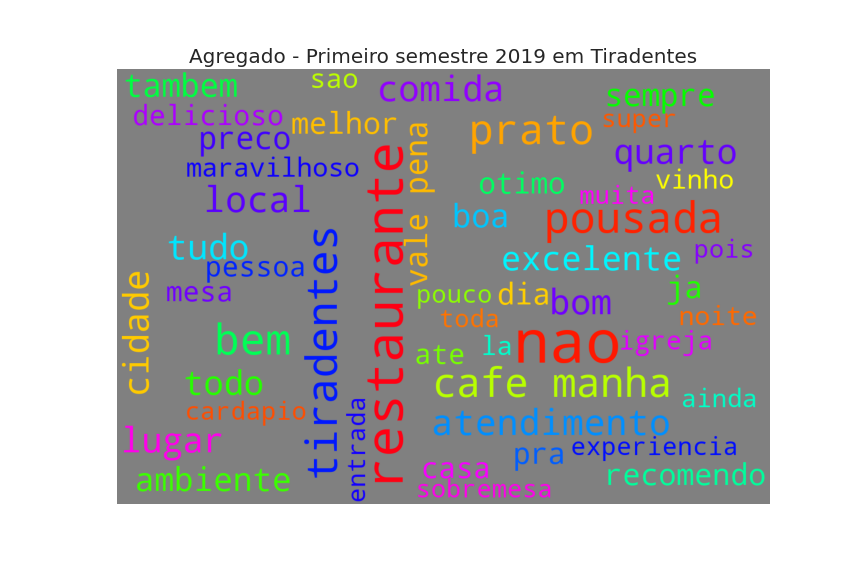 Agregado - Primeiro semestre 2019 em Tiradentes
tambem
sao
comida
sempre
delicioso
melhor
prato
super
preco
quarto
maravilhoso
vale pena
otimo
vinho
muita
local
restaurante
boa
pousada
tudo
pessoa
excelente
pois
mesa
tiradentes
pouco
dia
bom
ja
cidade
toda
noite
bem
ate
la
nao
igreja
todo
cafe manha
ainda
cardapio
entrada
atendimento
lugar
pra
experiencia
ambiente
casa
sobremesa
recomendo